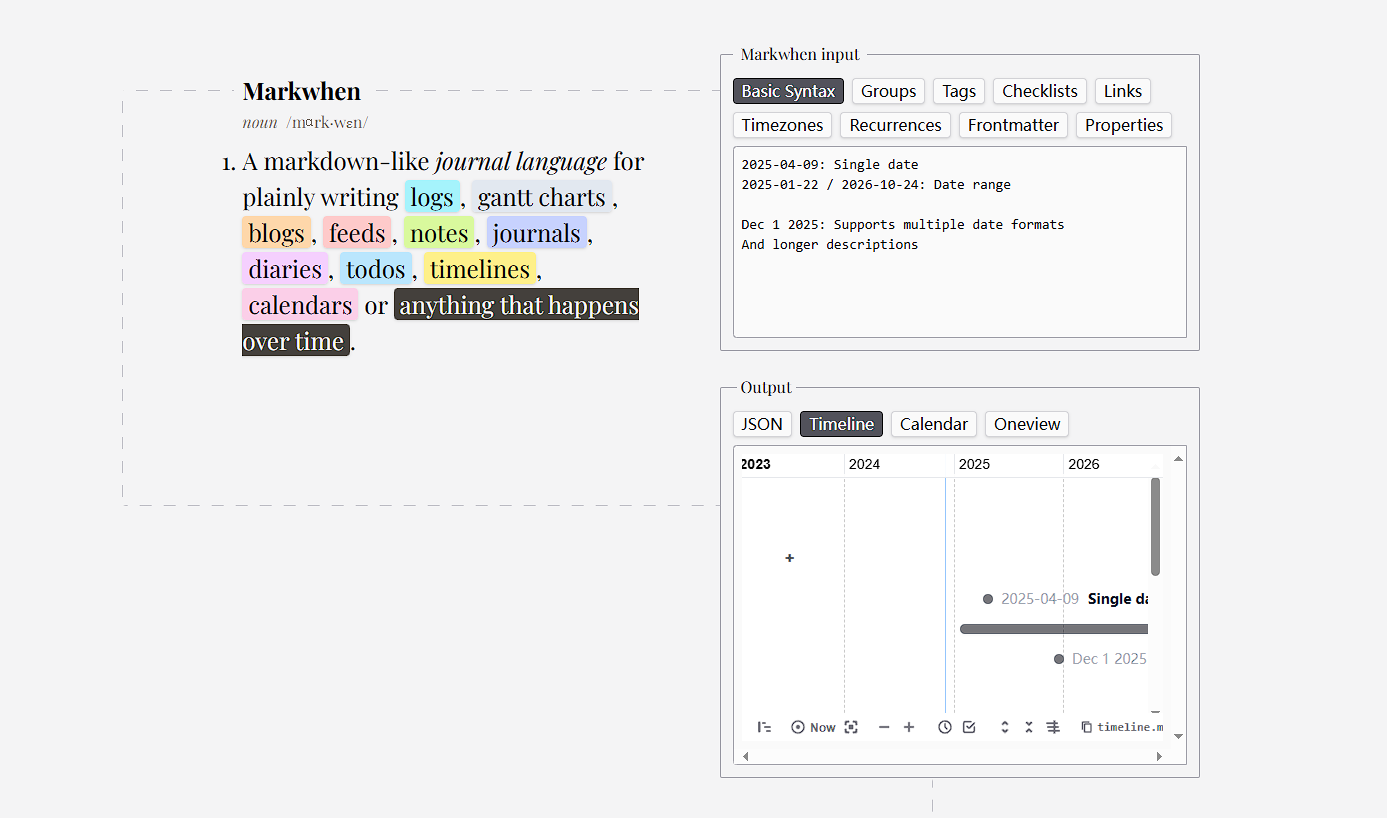 Markwhen
noun /mɑrk·wɛn/
1. A markdown-like journal language for
plainly writing logs, gantt charts,
blogs, feeds, notes, journals,
diaries, todos, timelines,
calendars or anything that happens
over time.
Markwhen input
Basic Syntax Groups Tags Checklists Links
Timezones Recurrences Frontmatter Properties
2025-04-09: Single date
2025-01-22 / 2026-10-24: Date range
Dec 1 2025: Supports multiple date formats
And longer descriptions
Output
JSON Timeline Calendar Oneview
2023 2024 2025 2026
2025-04-09 Single da
Dec 1 2025
Now timeline.m